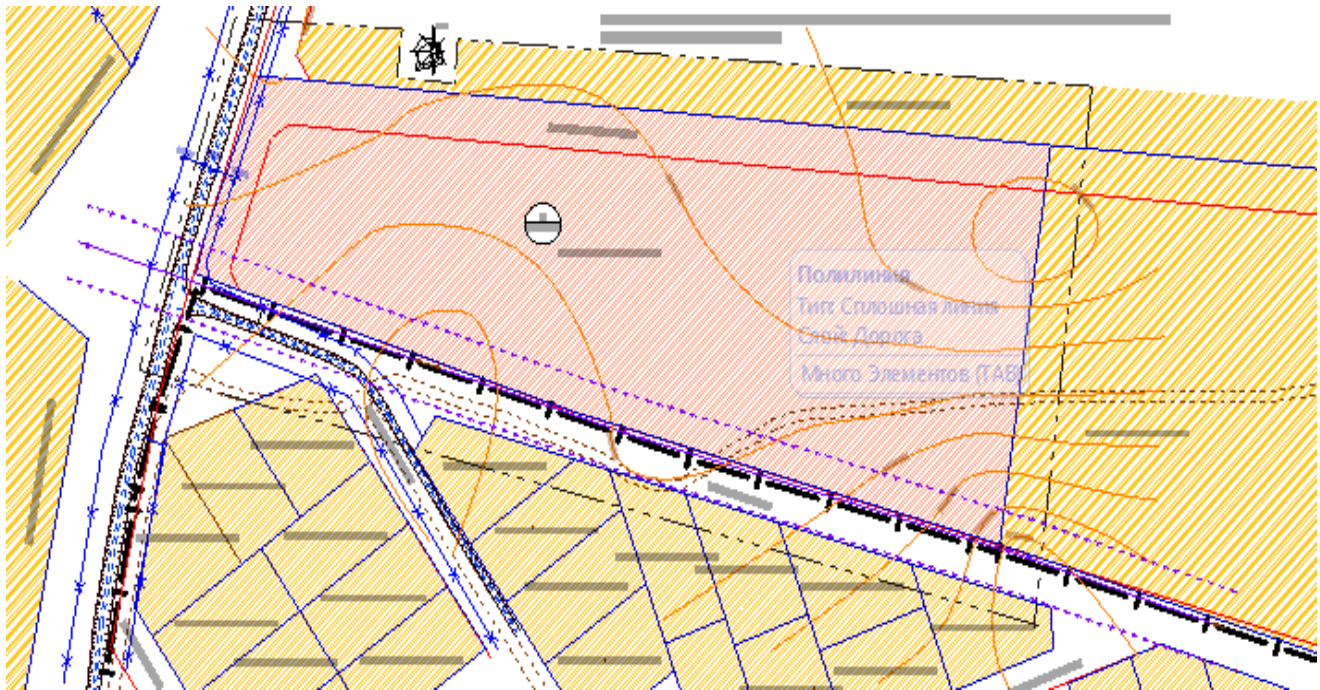 Полилиния
Тип: Сплошная линия
Слой: Дорога
Много Элементов (TAB)